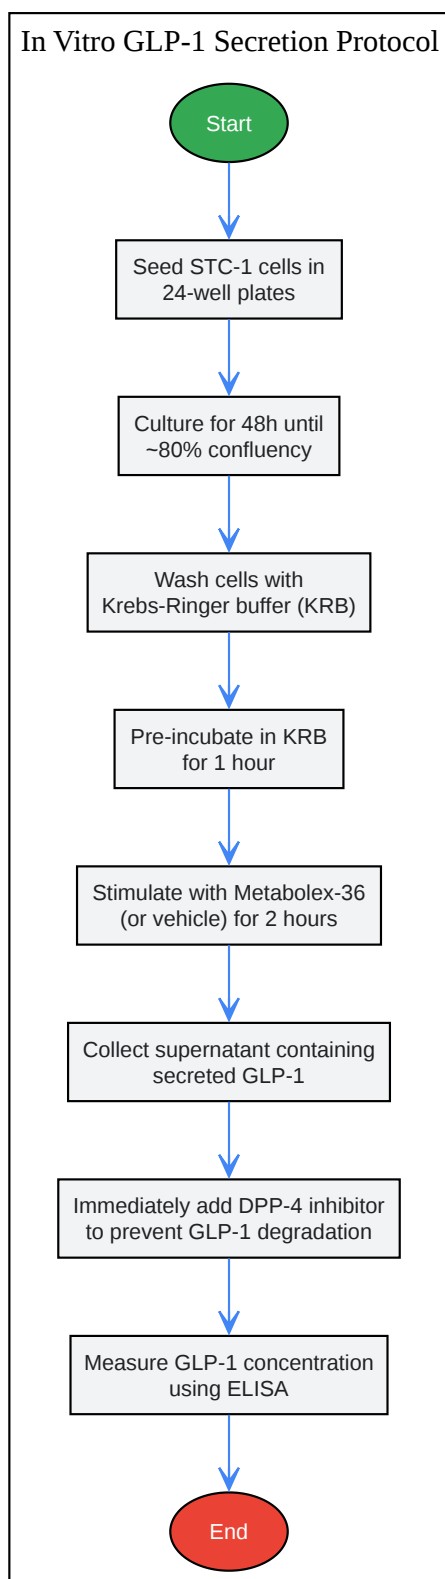 In Vitro GLP-1 Secretion Protocol
Start
Seed STC-1 cells in
24-well plates
Culture for 48h until
~80% confluency
Wash cells with
Krebs-Ringer buffer (KRB)
Pre-incubate in KRB
for 1 hour
Stimulate with Metabolex-36
(or vehicle) for 2 hours
Collect supernatant containing
secreted GLP-1
Immediately add DPP-4 inhibitor
to prevent GLP-1 degradation
Measure GLP-1 concentration
using ELISA
End